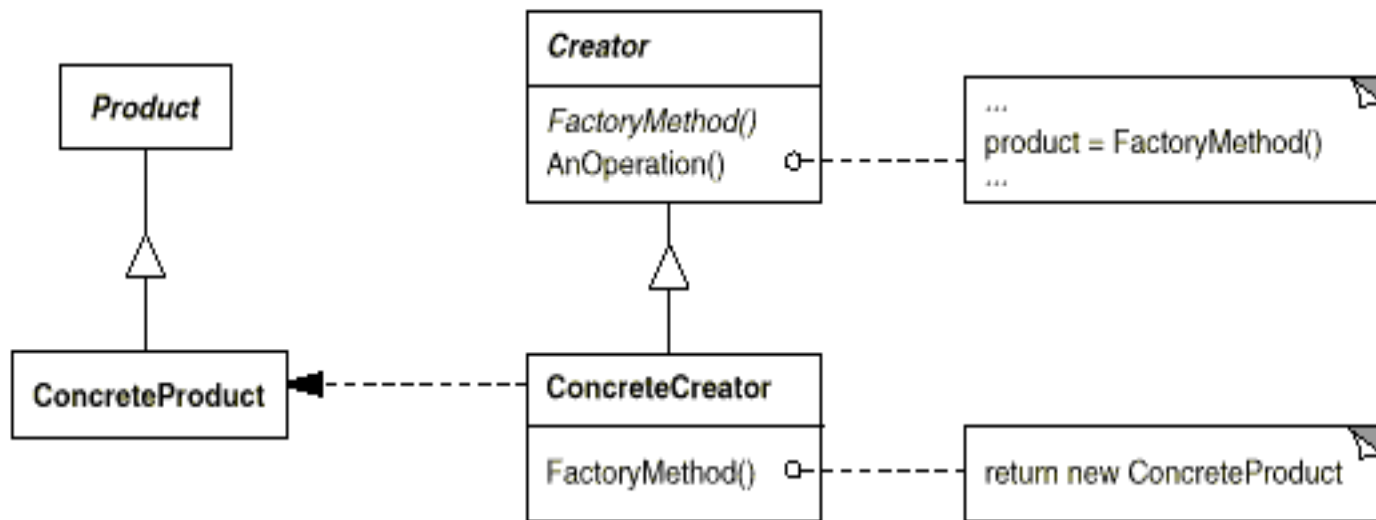 Creator
Product
FactoryMethod()
AnOperation()
...
product = FactoryMethod()
...
ConcreteProduct
ConcreteCreator
FactoryMethod()
return new ConcreteProduct